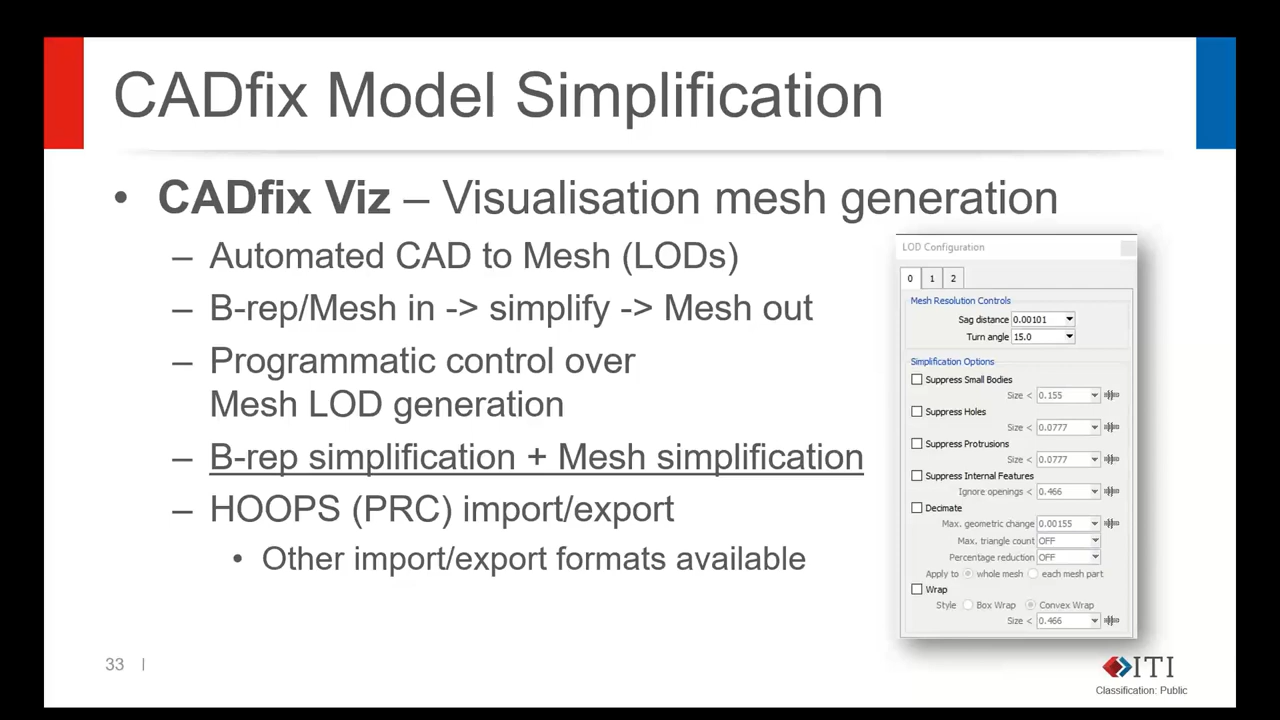 CADfix Model Simplification
• CADfix Viz – Visualisation mesh generation
– Automated CAD to Mesh (LODs)
– B-rep/Mesh in -> simplify -> Mesh out
– Programmatic control over
Mesh LOD generation
– B-rep simplification + Mesh simplification
– HOOPS (PRC) import/export
• Other import/export formats available
LOD Configuration
0 1 2
Mesh Resolution Controls
Sag distance 0.00101
Turn angle 15.0
Simplification Options
Suppress Small Bodies
Size < 0.155
Suppress Holes
Size < 0.0777
Suppress Protrusions
Size < 0.0777
Suppress Internal Features
Ignore openings < 0.466
Decimate
Max. geometric change 0.00155
Max. triangle count OFF
Percentage reduction OFF
Apply to whole mesh each mesh part
Wrap
Style Box Wrap Convex Wrap
Size < 0.466
33 |
ITI
Classification: Public